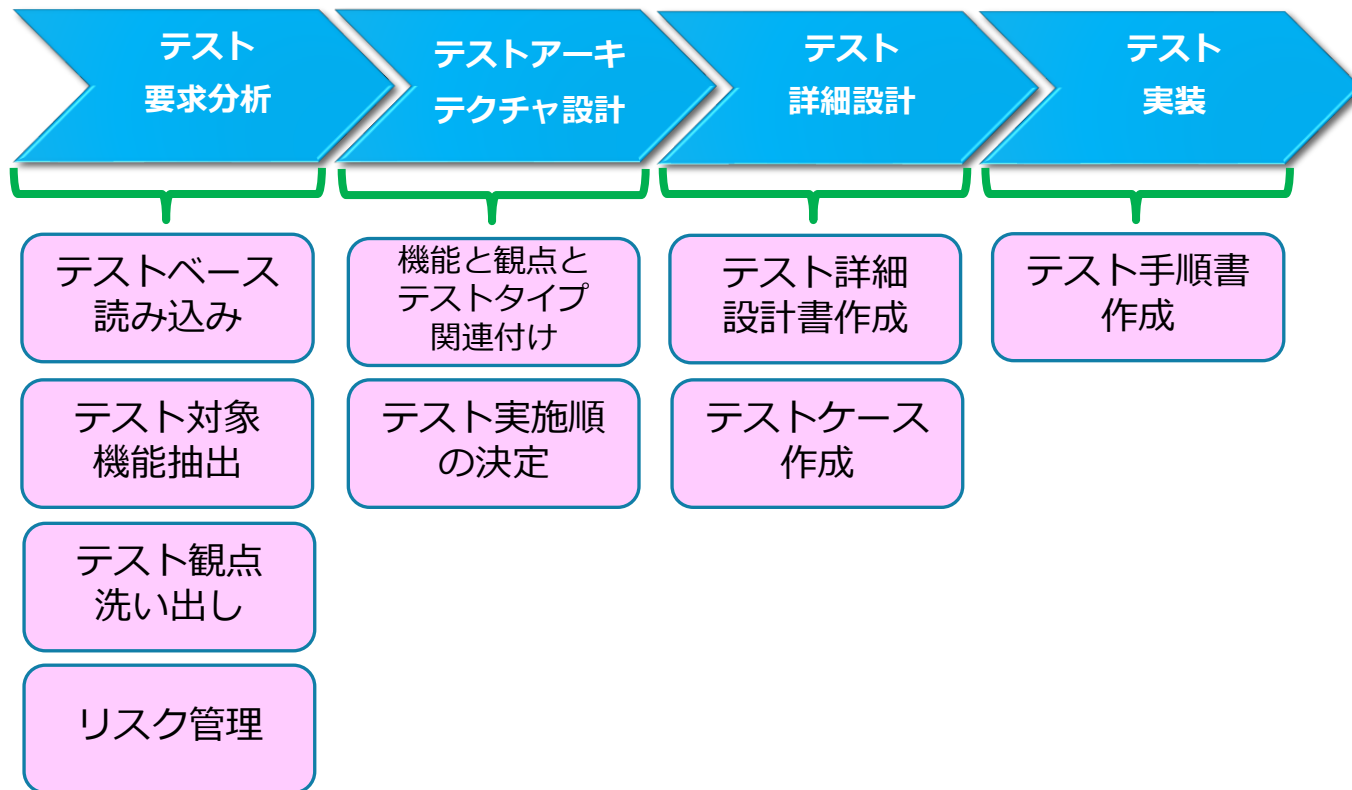 テスト
要求分析
テストアーキ
テクチャ設計
テスト
詳細設計
テスト
実装
テストベース
読み込み
テスト対象
機能抽出
テスト観点
洗い出し
リスク管理
機能と観点と
テストタイプ
関連付け
テスト実施順
の決定
テスト詳細
設計書作成
テストケース
作成
テスト手順書
作成